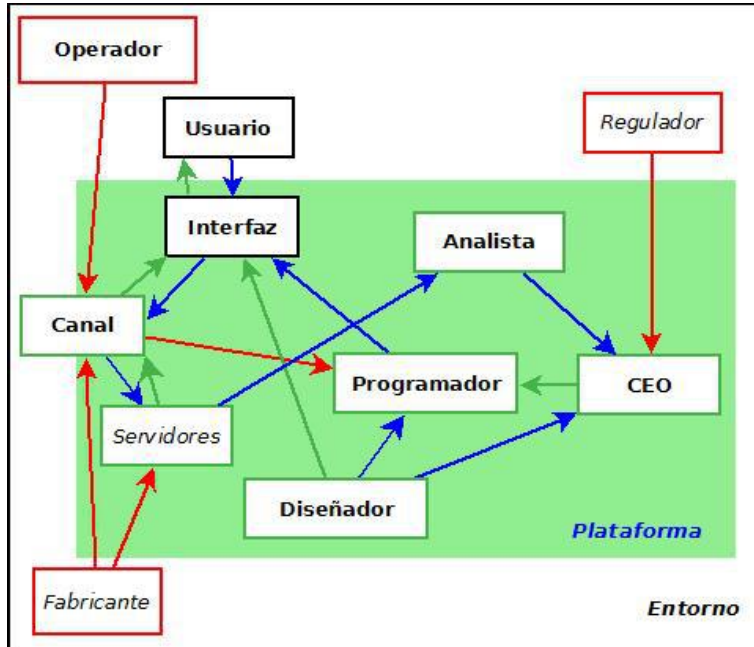 Operador
Usuario
Regulador
Interfaz
Analista
Canal
Programador
CEO
Servidores
Diseñador
Plataforma
Fabricante
Entorno